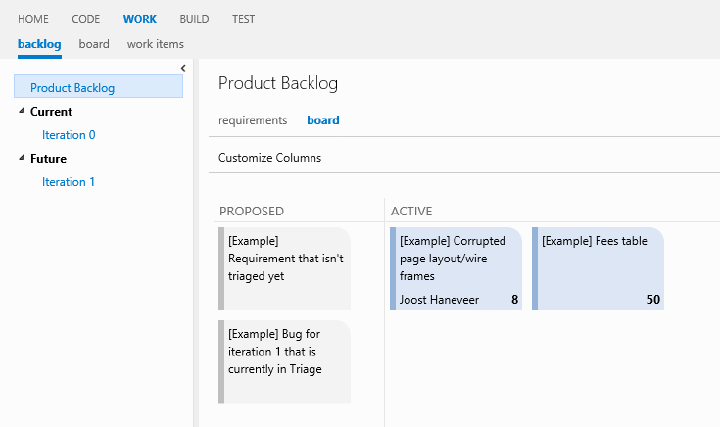 HOME CODE WORK BUILD TEST
backlog board work items
Product Backlog
Current
Iteration 0
Future
Iteration 1
Product Backlog
requirements board
Customize Columns
PROPOSED
[Example]
Requirement that isn't
triaged yet
[Example] Bug for
iteration 1 that is
currently in Triage
ACTIVE
[Example] Corrupted
page layout/wire
frames
Joost Haneveer 8
[Example] Fees table
50